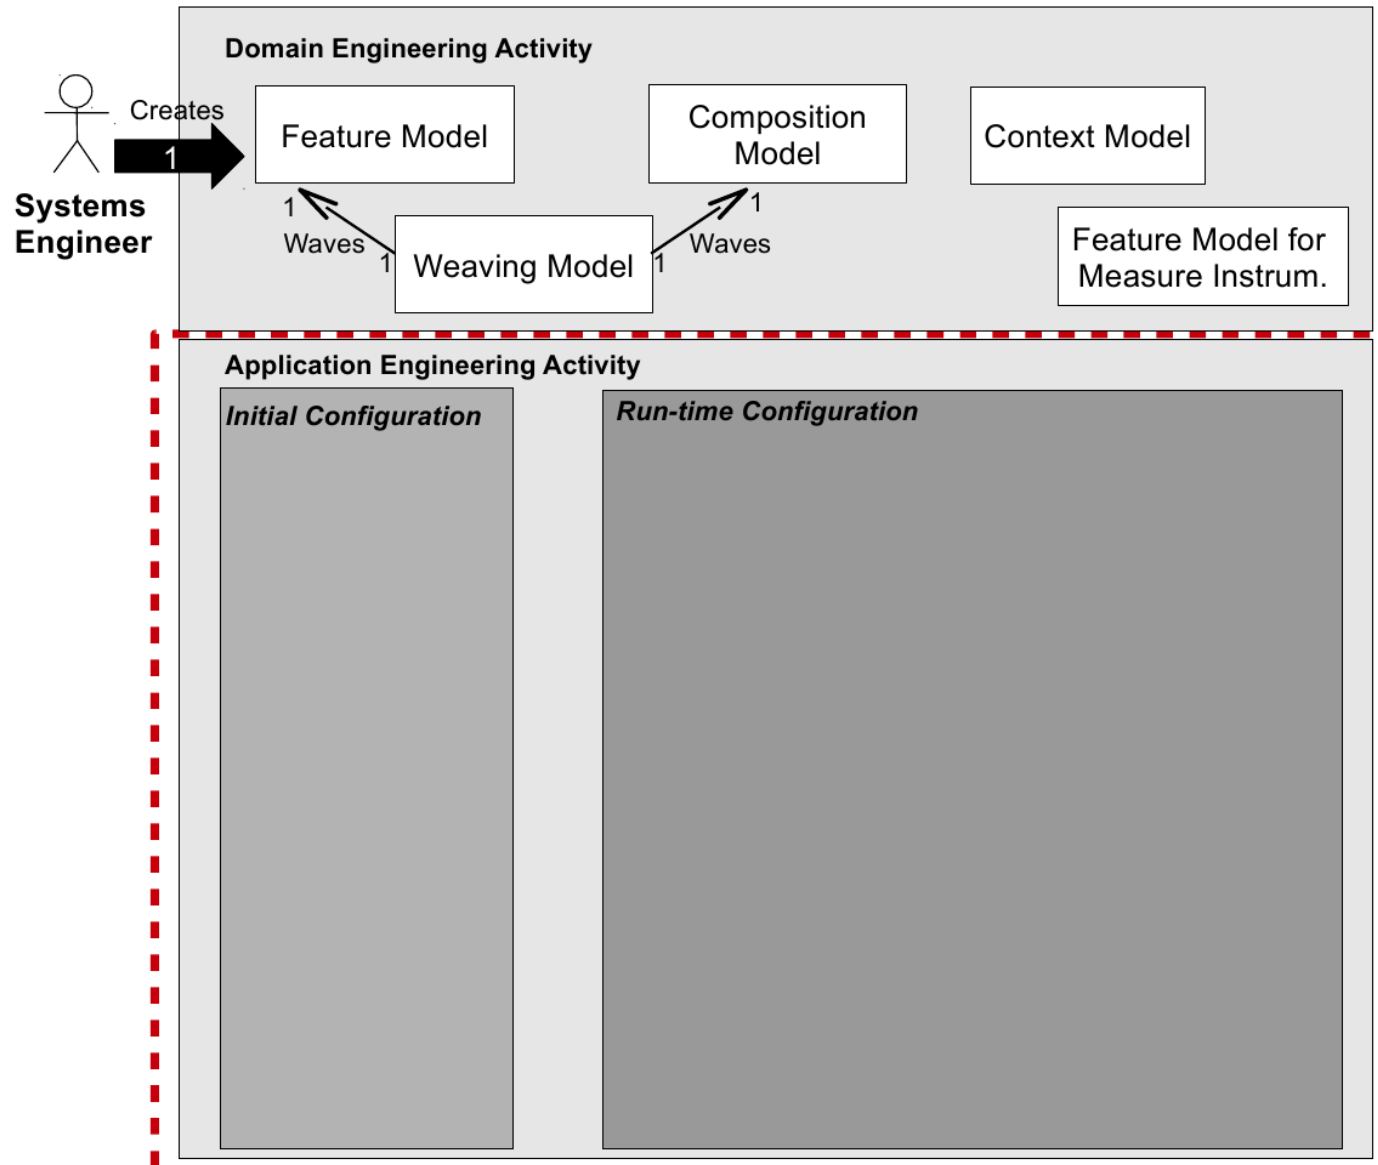 Domain Engineering Activity
Creates
1
Systems
Engineer
Feature Model
Composition
Model
Context Model
1
Waves
1
Weaving Model
1
Waves
1
Feature Model for
Measure Instrum.
Application Engineering Activity
Initial Configuration
Run-time Configuration